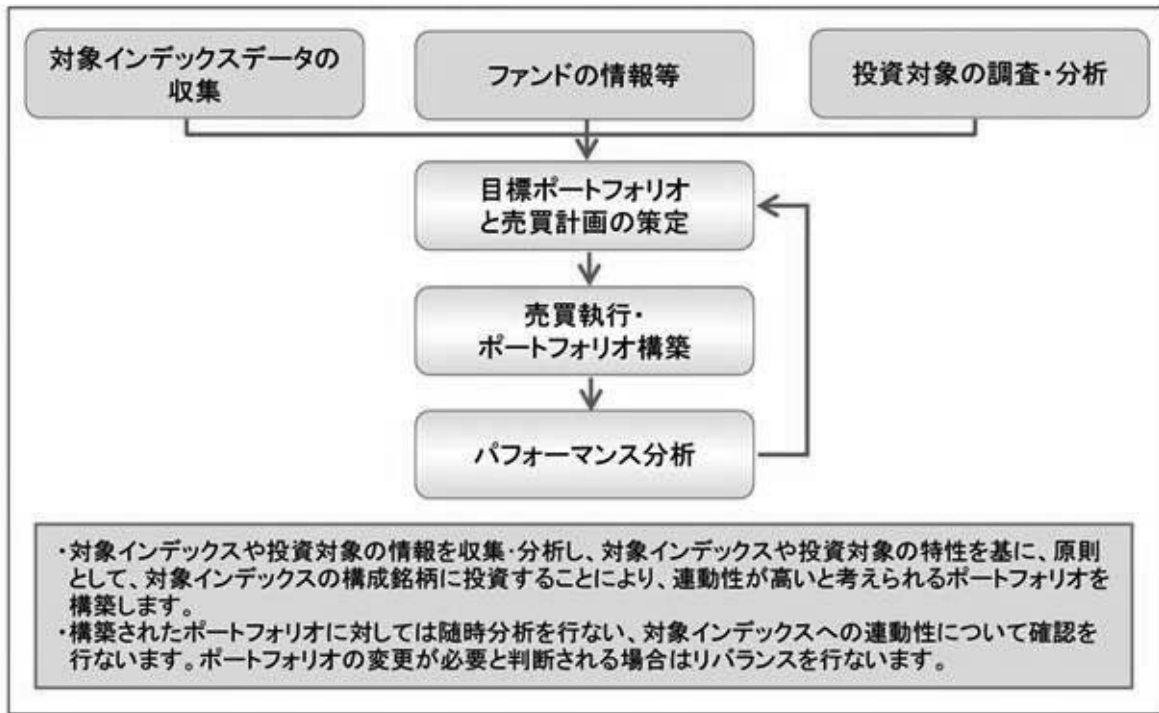 対象インデックスデータの
収集
ファンドの情報等
投資対象の調査・分析
目標ポートフォリオ
と売買計画の策定
売買執行・
ポートフォリオ構築
パフォーマンス分析
・対象インデックスや投資対象の情報を収集・分析し、対象インデックスや投資対象の特性を基に、原則
として、対象インデックスの構成銘柄に投資することにより、連動性が高いと考えられるポートフォリオを
構築します。
・構築されたポートフォリオに対しては随時分析を行ない、対象インデックスへの連動性について確認を
行ないます。ポートフォリオの変更が必要と判断される場合はリバランスを行ないます。